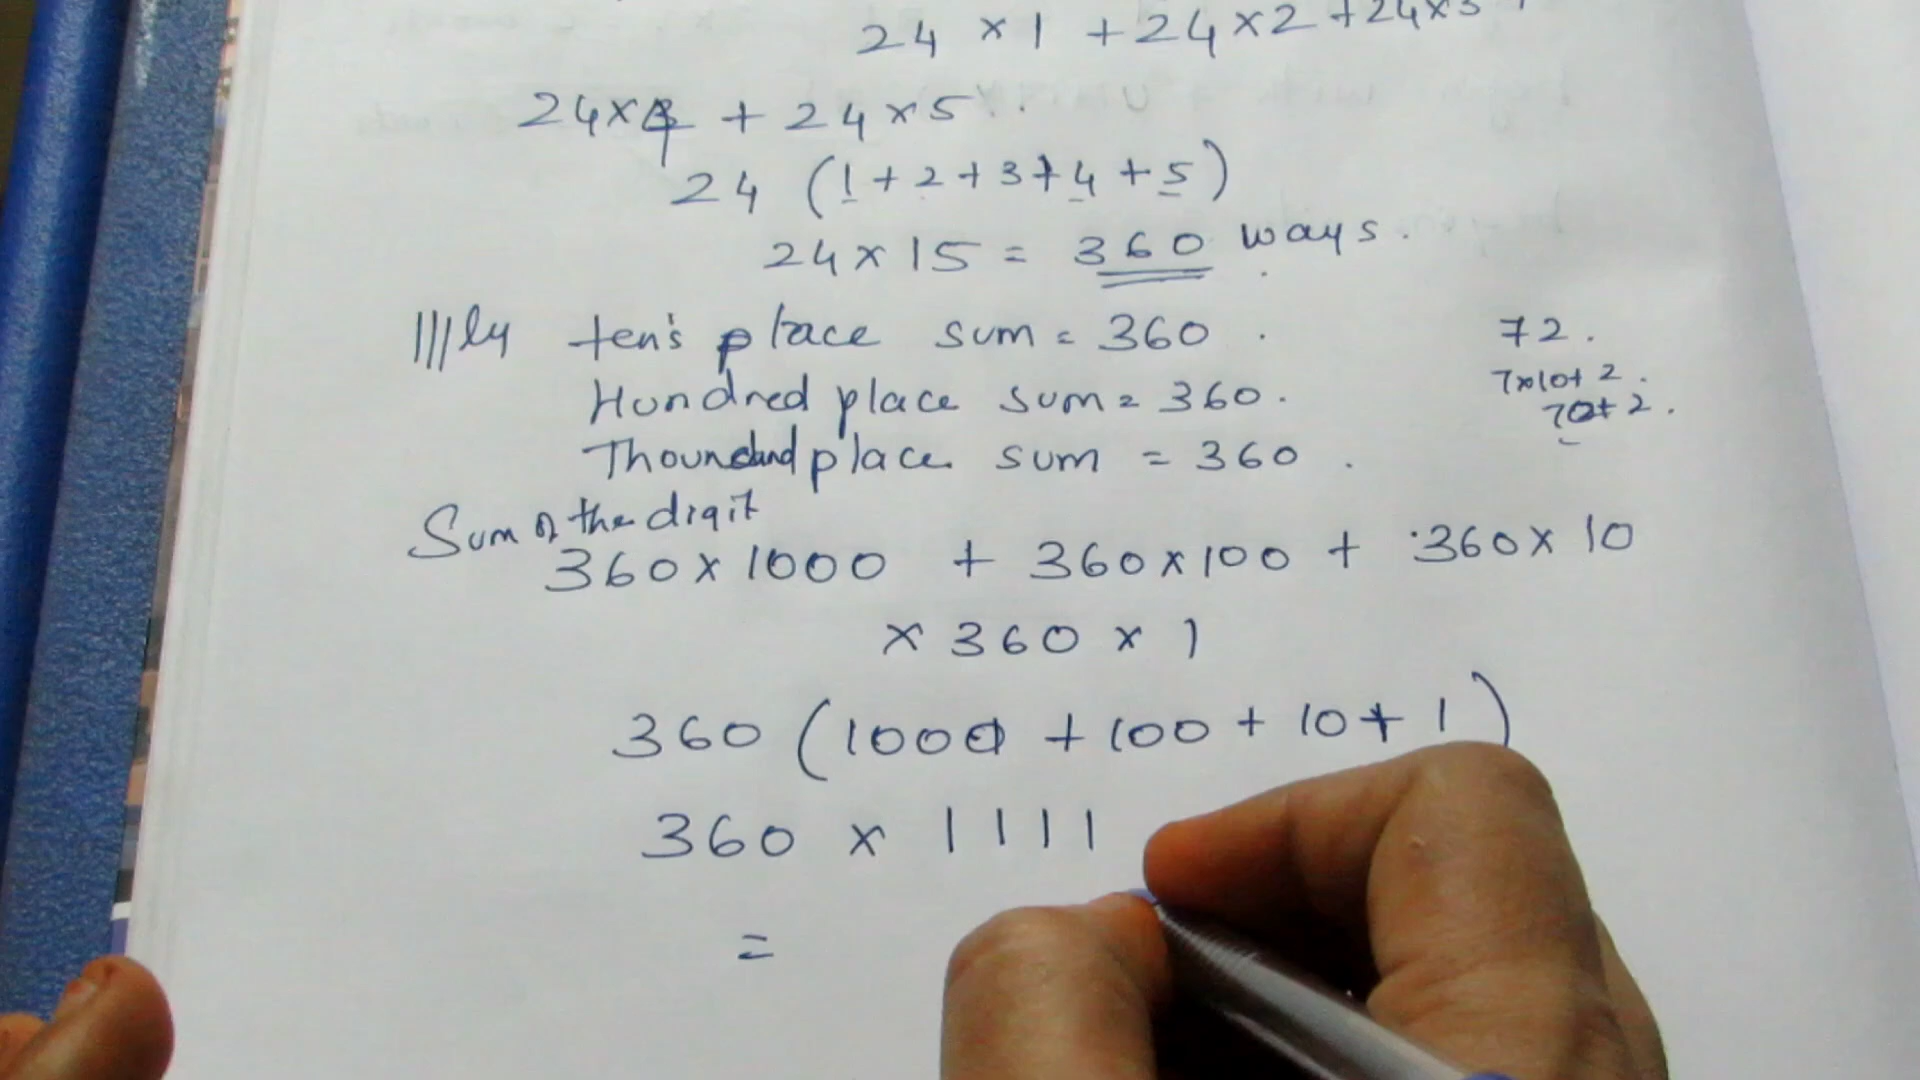 24 × 1 + 24 × 2 + 24 × 3 +
24 × 4 + 24 × 5 .
24 (1 + 2 + 3 + 4 + 5)
24 × 15 = 360 ways .
|||ly ten's place sum = 360 .
Hundred place sum = 360 .
place sum = 360 .
72 .
7×10+ 2 .
70+ 2 .
Sum of the digit
360 × 1000 + 360 × 100 + 360 × 10
× 360 × 1
360 (1000 + 100 + 10 + 1)
360 × 1111
=